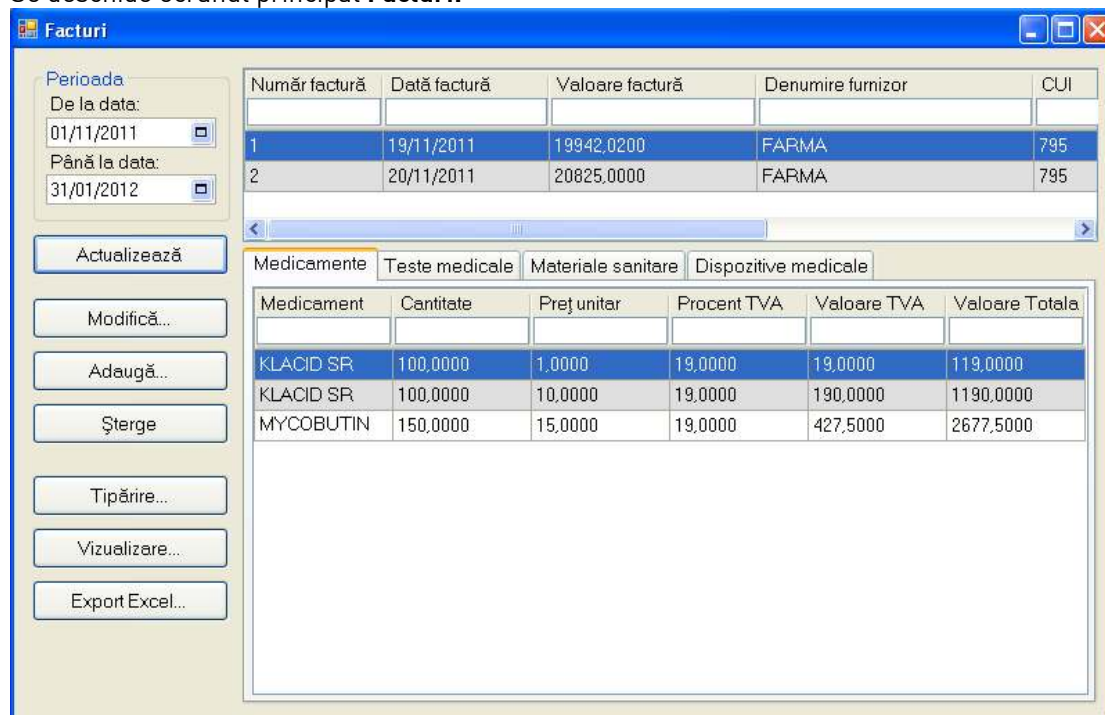 Se deschide ecranul principal Facturi.
Facturi
Perioada
De la data:
01/11/2011
Până la data:
31/01/2012
Actualizează
Modifică...
Adaugă...
Şterge
Tipărire...
Vizualizare...
Export Excel...
Număr factură Dată factură Valoare factură Denumire furnizor CUI
1 19/11/2011 19942,0200 FARMA 795
2 20/11/2011 20825,0000 FARMA 795
Medicamente Teste medicale Materiale sanitare Dispozitive medicale
Medicament Cantitate Preţ unitar Procent TVA Valoare TVA Valoare Totala
KLACID SR 100,0000 1,0000 19,0000 19,0000 119,0000
KLACID SR 100,0000 10,0000 19,0000 190,0000 1190,0000
MYCOBUTIN 150,0000 15,0000 19,0000 427,5000 2677,5000